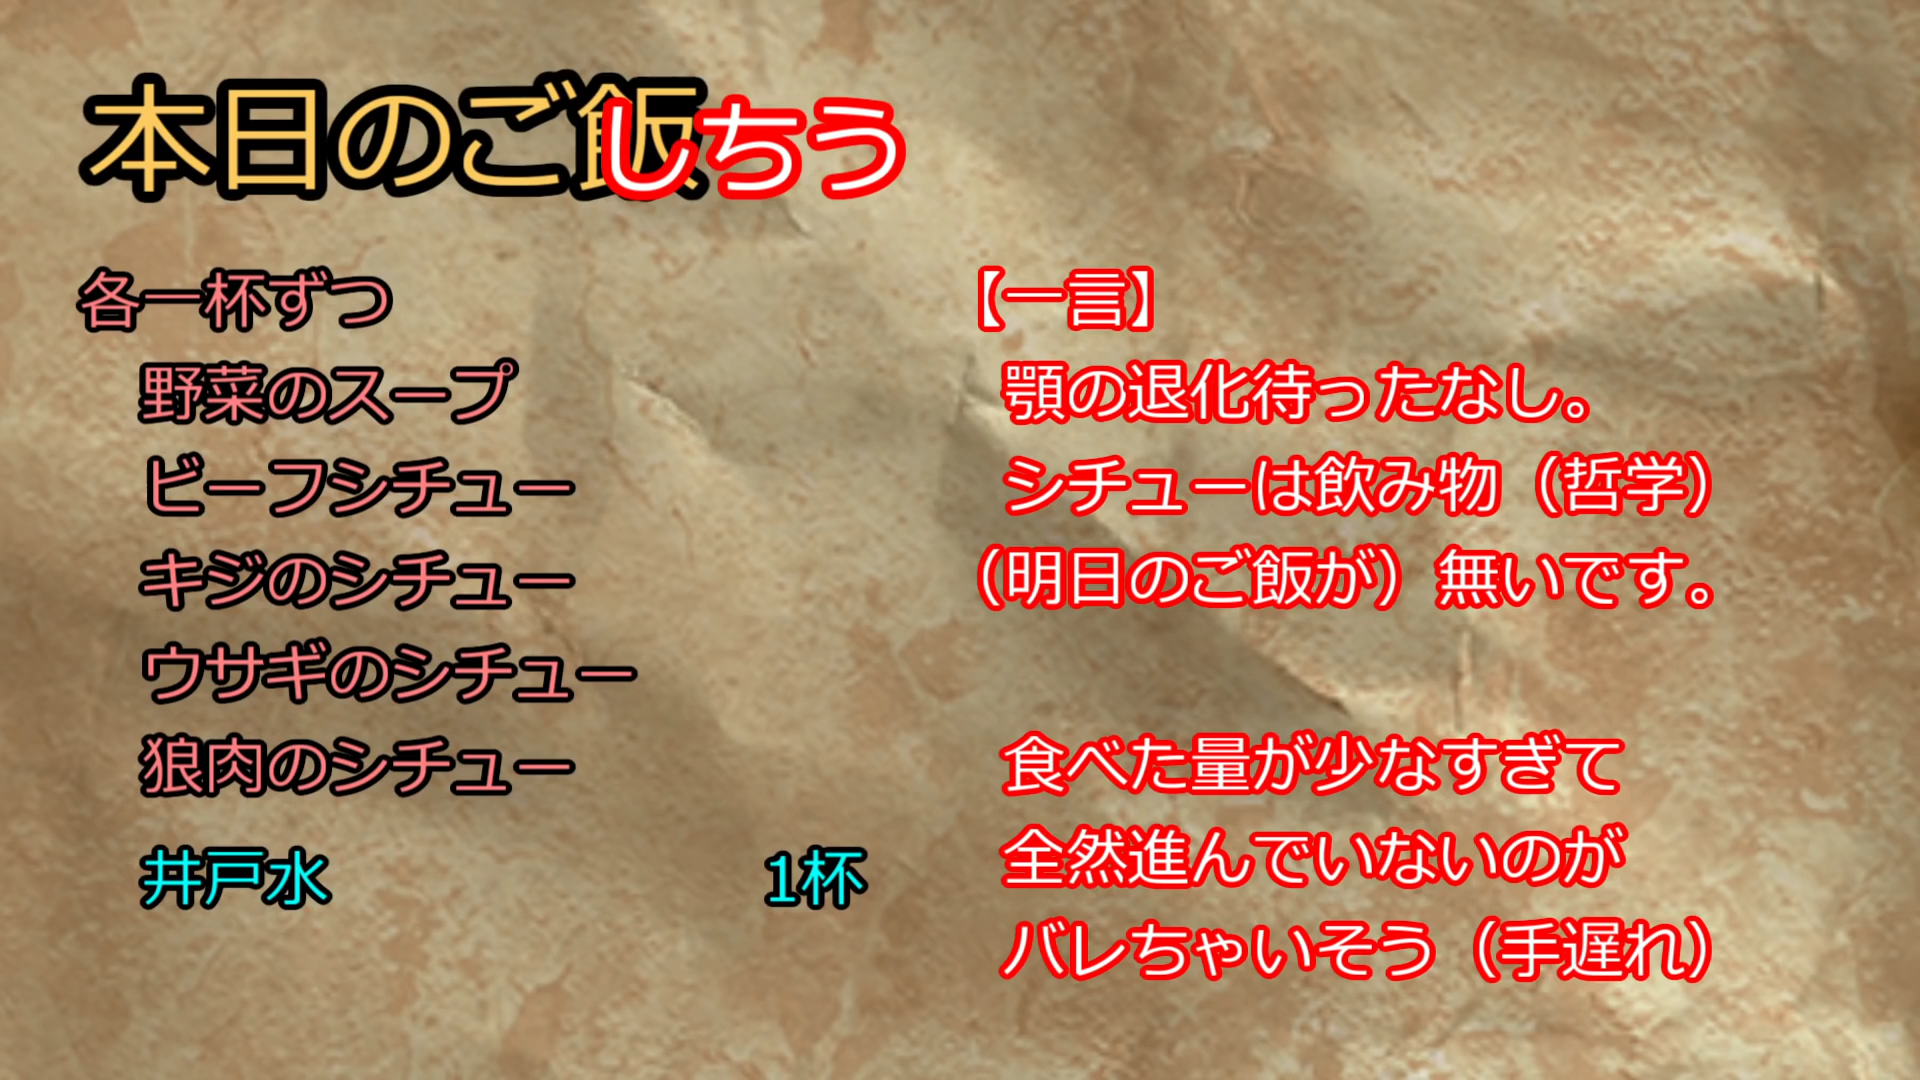 本日のご飯しちう
各一杯ずつ
野菜のスープ
ビーフシチュー
キジのシチュー
ウサギのシチュー
狼肉のシチュー
井戸水 1杯
【一言】
顎の退化待ったなし。
シチューは飲み物（哲学）
（明日のご飯が）無いです。
食べた量が少なすぎて
全然進んでいないのが
バレちゃいそう（手遅れ）